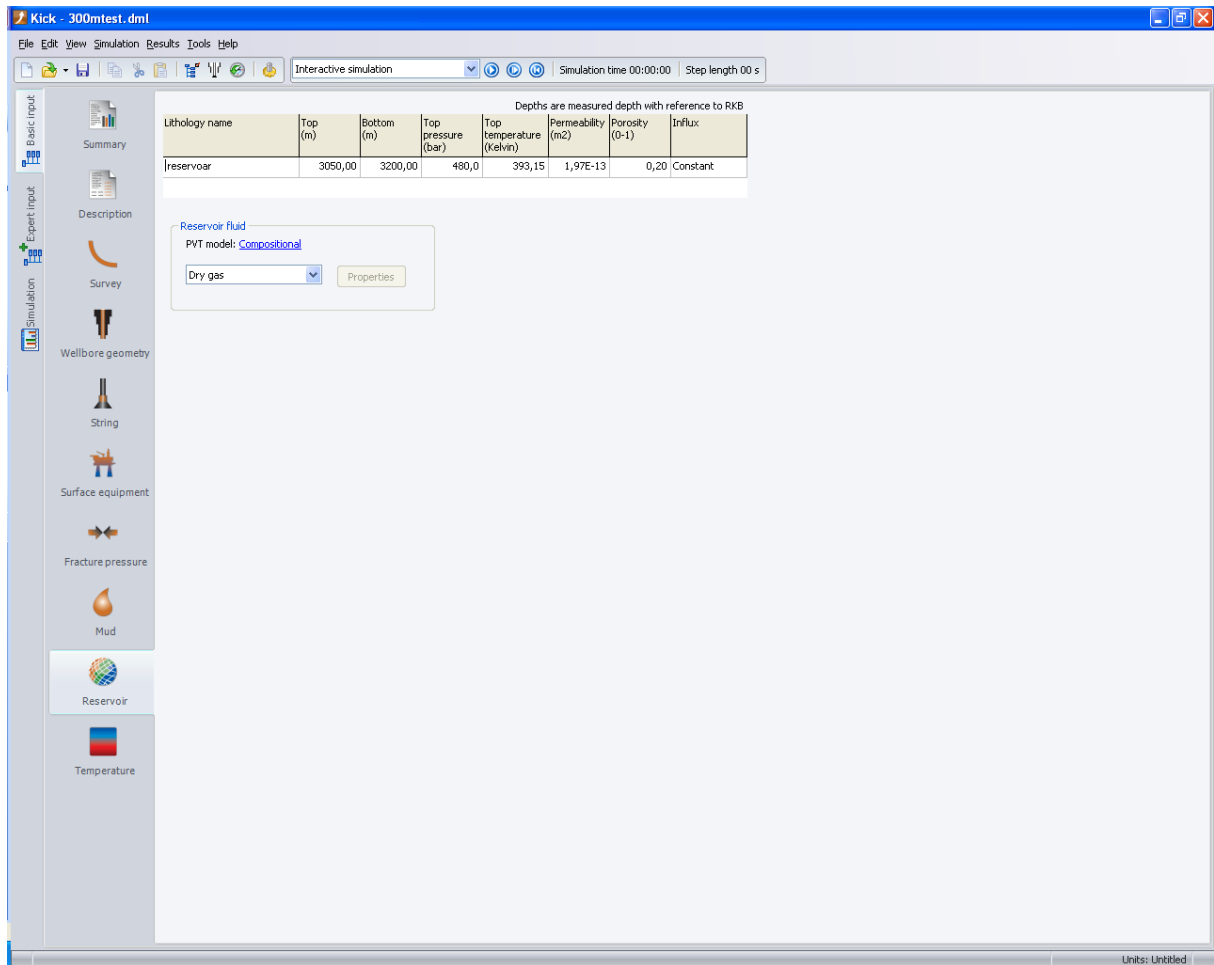 Kick - 300mtest.dml
File Edit View Simulation Results Tools Help
Interactive simulation Simulation time 00:00:00 Step length 00 s
Basic input
Expert input
Simulation
Summary
Description
Survey
Wellbore geometry
String
Surface equipment
Fracture pressure
Mud
Reservoir
Temperature
Depths are measured depth with reference to RKB
Lithology name Top (m) Bottom (m) Top pressure (bar) Top temperature (Kelvin) Permeability (m2) Porosity (0-1) Influx
reservoar 3050,00 3200,00 480,0 393,15 1,97E-13 0,20 Constant
Reservoir fluid
PVT model: Compositional
Dry gas Properties
Units: Untitled